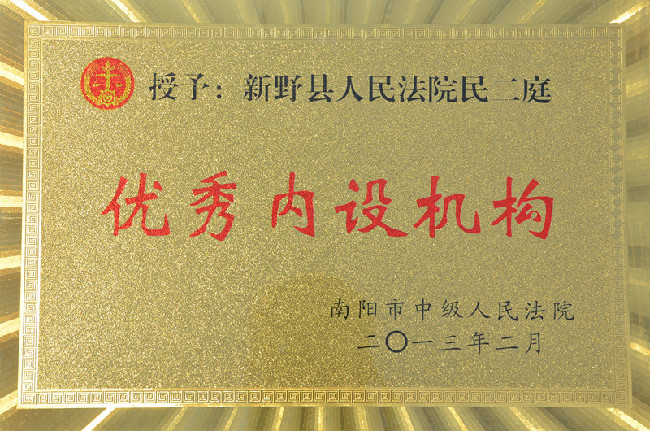 授予：新野县人民法院民二庭
优秀内设机构
南阳市中级人民法院
二〇一三年二月